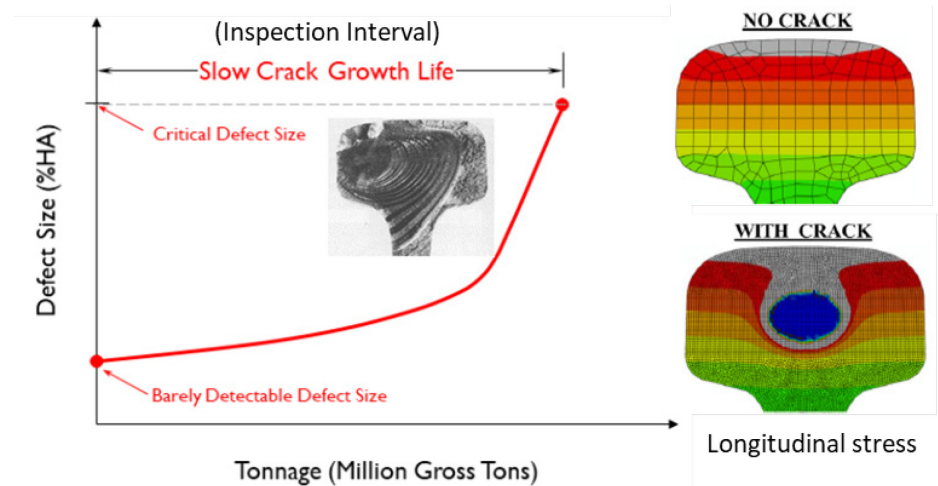 (Inspection Interval)
Slow Crack Growth Life
Critical Defect Size
Defect Size (%HA)
Barely Detectable Defect Size
Tonnage (Million Gross Tons)
NO CRACK
WITH CRACK
Longitudinal stress